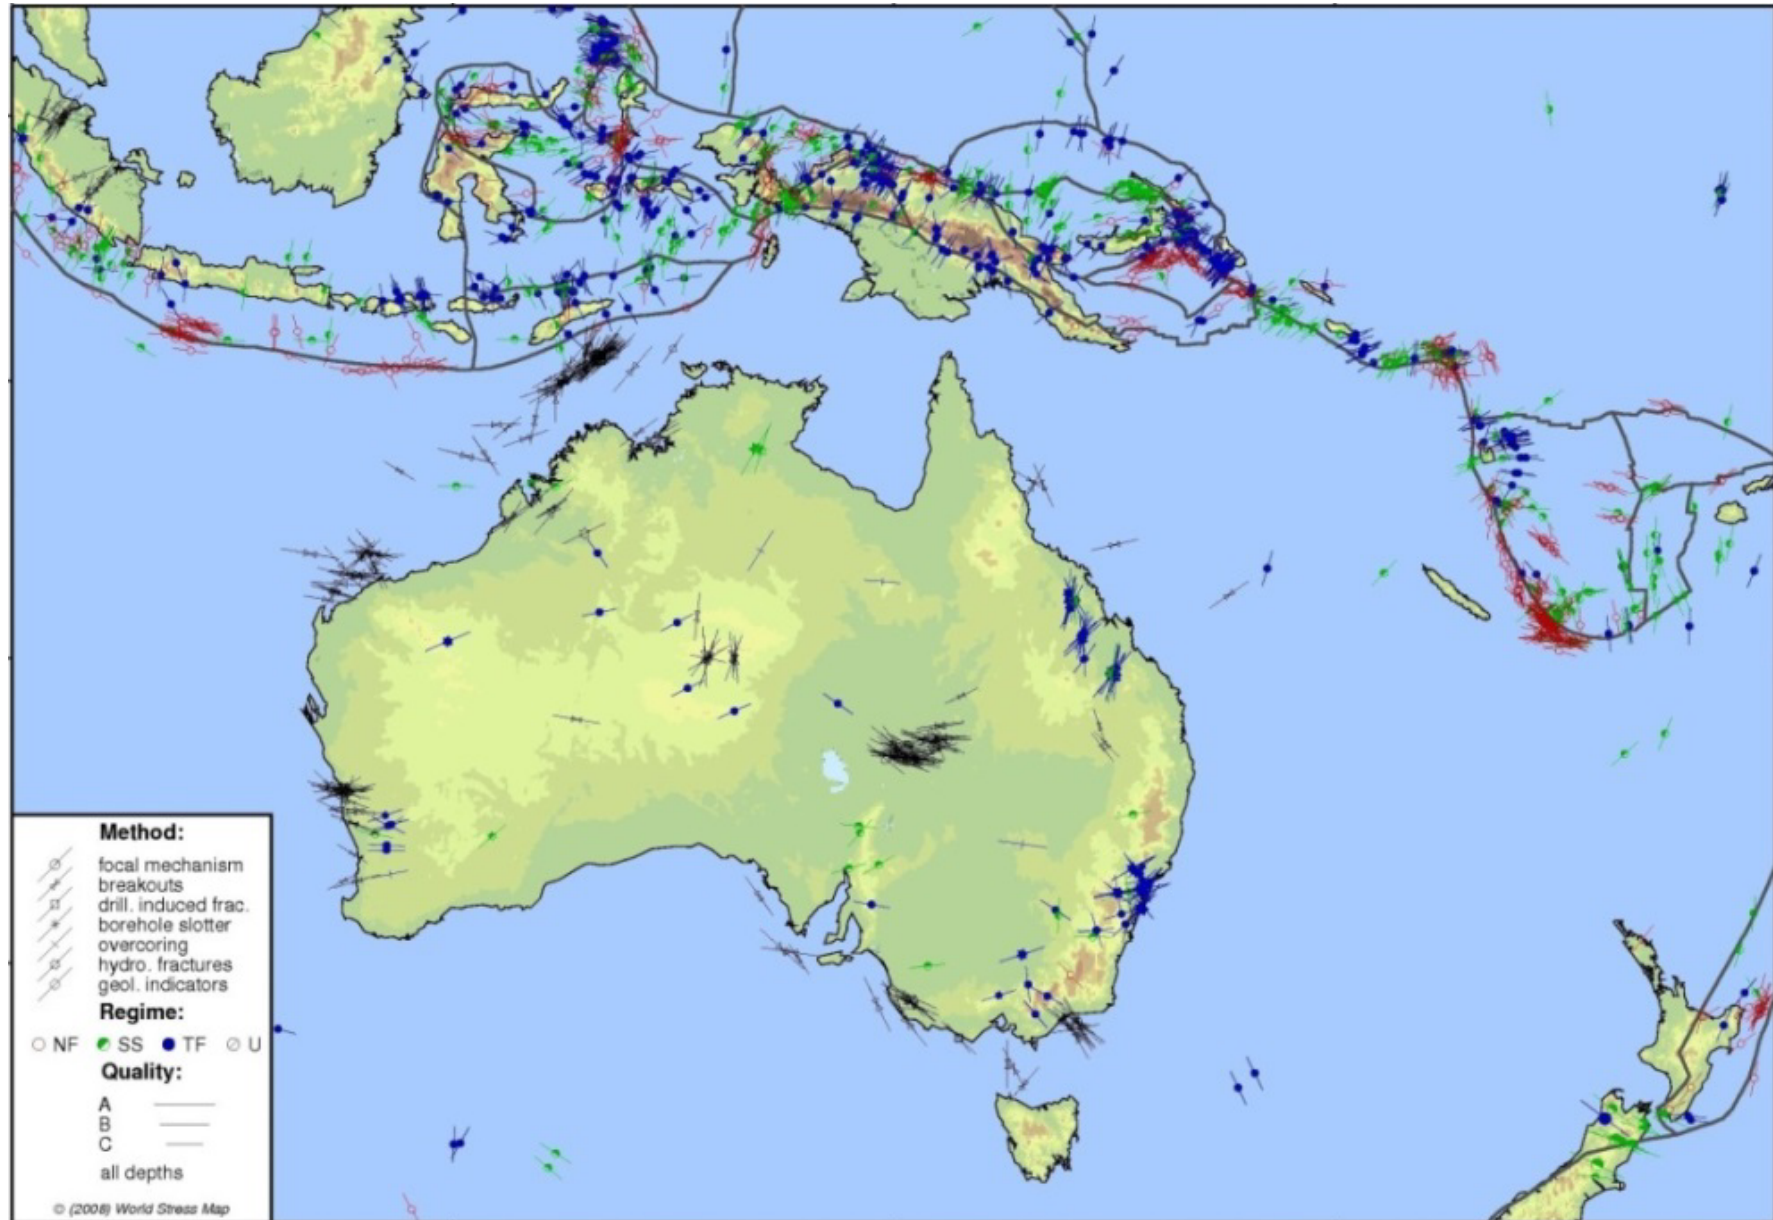 Method:
focal mechanism
breakouts
drill. induced frac.
borehole slotter
overcoring
hydro. fractures
geol. indicators
Regime:
NF SS TF U
Quality:
A
B
C
all depths
© (2008) World Stress Map